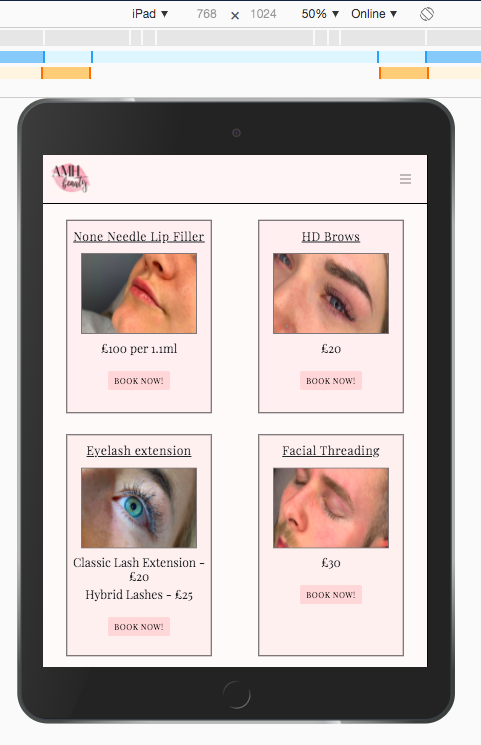 iPad ▼ 768 × 1024 50% ▼ Online ▼
AMH
beauty
None Needle Lip Filler
HD Brows
£100 per 1.1ml
£20
BOOK NOW!
BOOK NOW!
Eyelash extension
Facial Threading
Classic Lash Extension -
£20
Hybrid Lashes - £25
£30
BOOK NOW!
BOOK NOW!